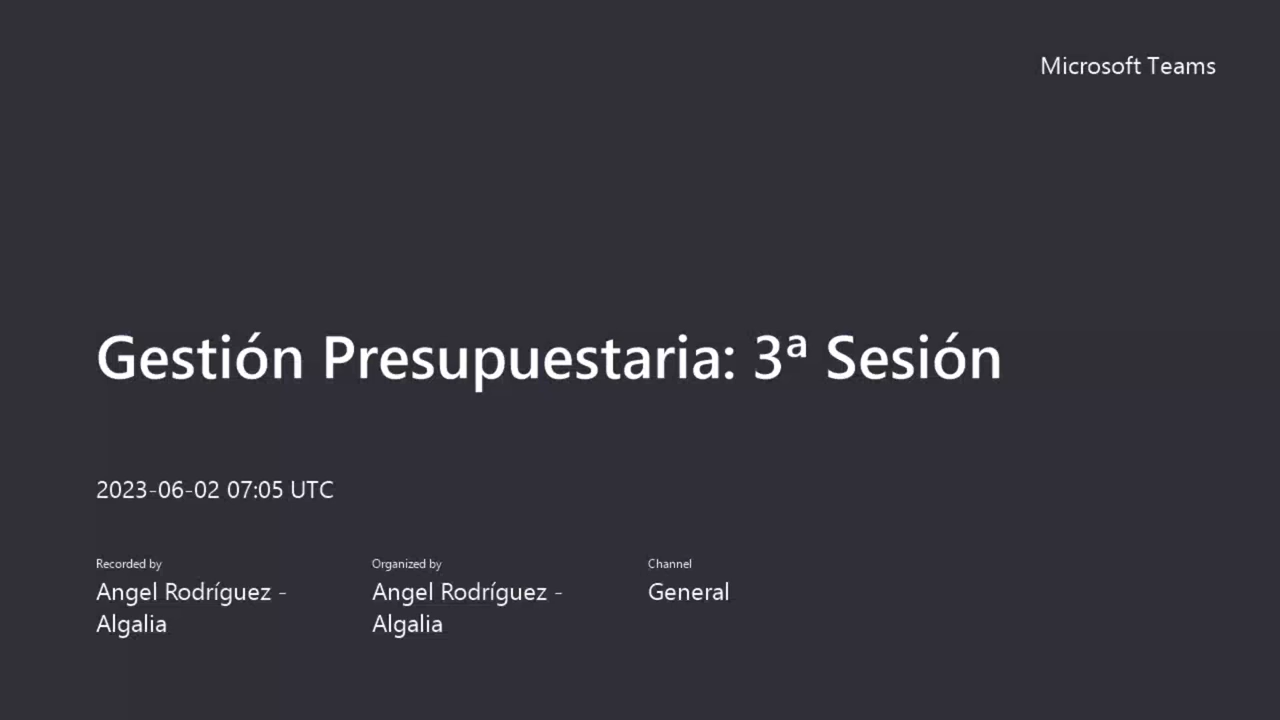 Microsoft Teams
Gestión Presupuestaria: 3ª Sesión
2023-06-02 07:05 UTC
Recorded by
Angel Rodríguez -
Algalia
Organized by
Angel Rodríguez -
Algalia
Channel
General